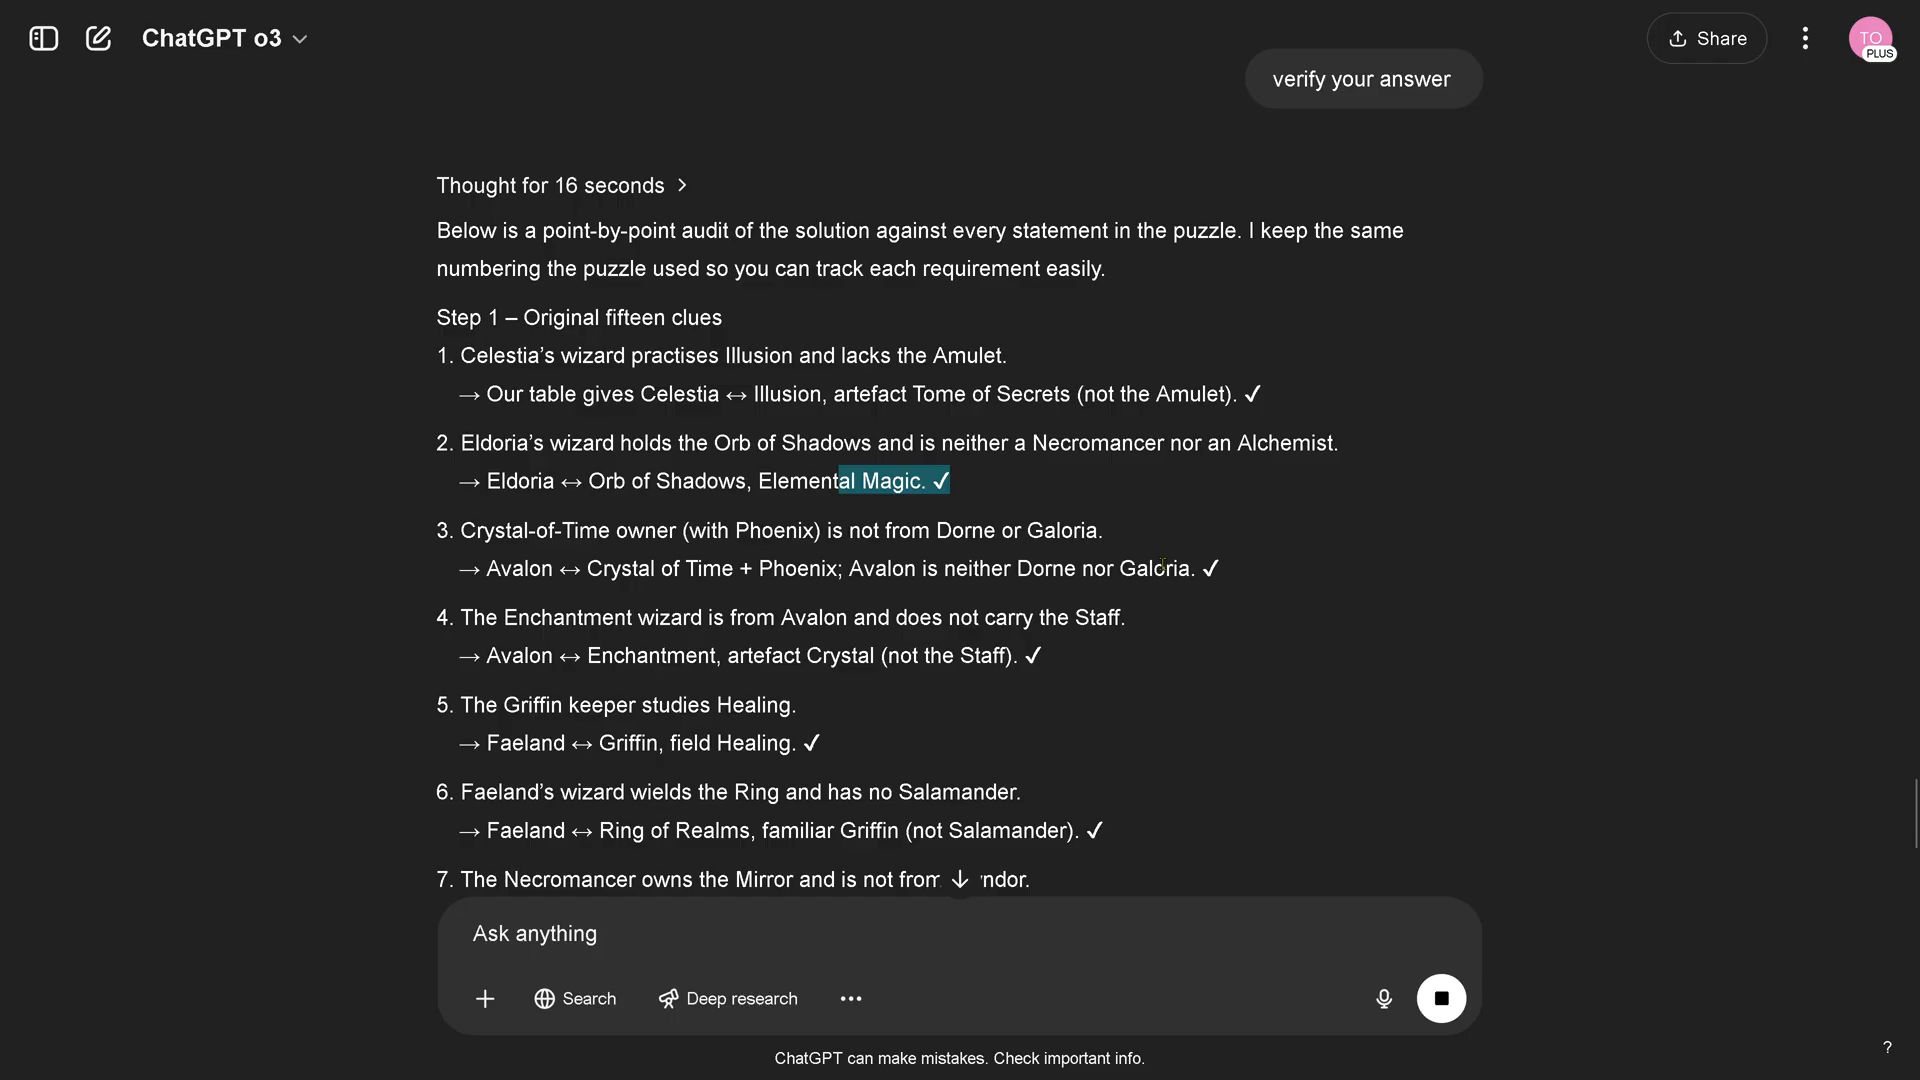 ChatGPT o3
Share
TO
PLUS
verify your answer
Thought for 16 seconds
Below is a point-by-point audit of the solution against every statement in the puzzle. I keep the same
numbering the puzzle used so you can track each requirement easily.
Step 1 – Original fifteen clues
1. Celestia’s wizard practises Illusion and lacks the Amulet.
→ Our table gives Celestia ↔ Illusion, artefact Tome of Secrets (not the Amulet). ✓
2. Eldoria’s wizard holds the Orb of Shadows and is neither a Necromancer nor an Alchemist.
→ Eldoria ↔ Orb of Shadows, Elemental Magic. ✓
3. Crystal-of-Time owner (with Phoenix) is not from Dorne or Galoria.
→ Avalon ↔ Crystal of Time + Phoenix; Avalon is neither Dorne nor Galoria. ✓
4. The Enchantment wizard is from Avalon and does not carry the Staff.
→ Avalon ↔ Enchantment, artefact Crystal (not the Staff). ✓
5. The Griffin keeper studies Healing.
→ Faeland ↔ Griffin, field Healing. ✓
6. Faeland’s wizard wields the Ring and has no Salamander.
→ Faeland ↔ Ring of Realms, familiar Griffin (not Salamander). ✓
7. The Necromancer owns the Mirror and is not from ndor.
Ask anything
Search
Deep research
ChatGPT can make mistakes. Check important info.
?